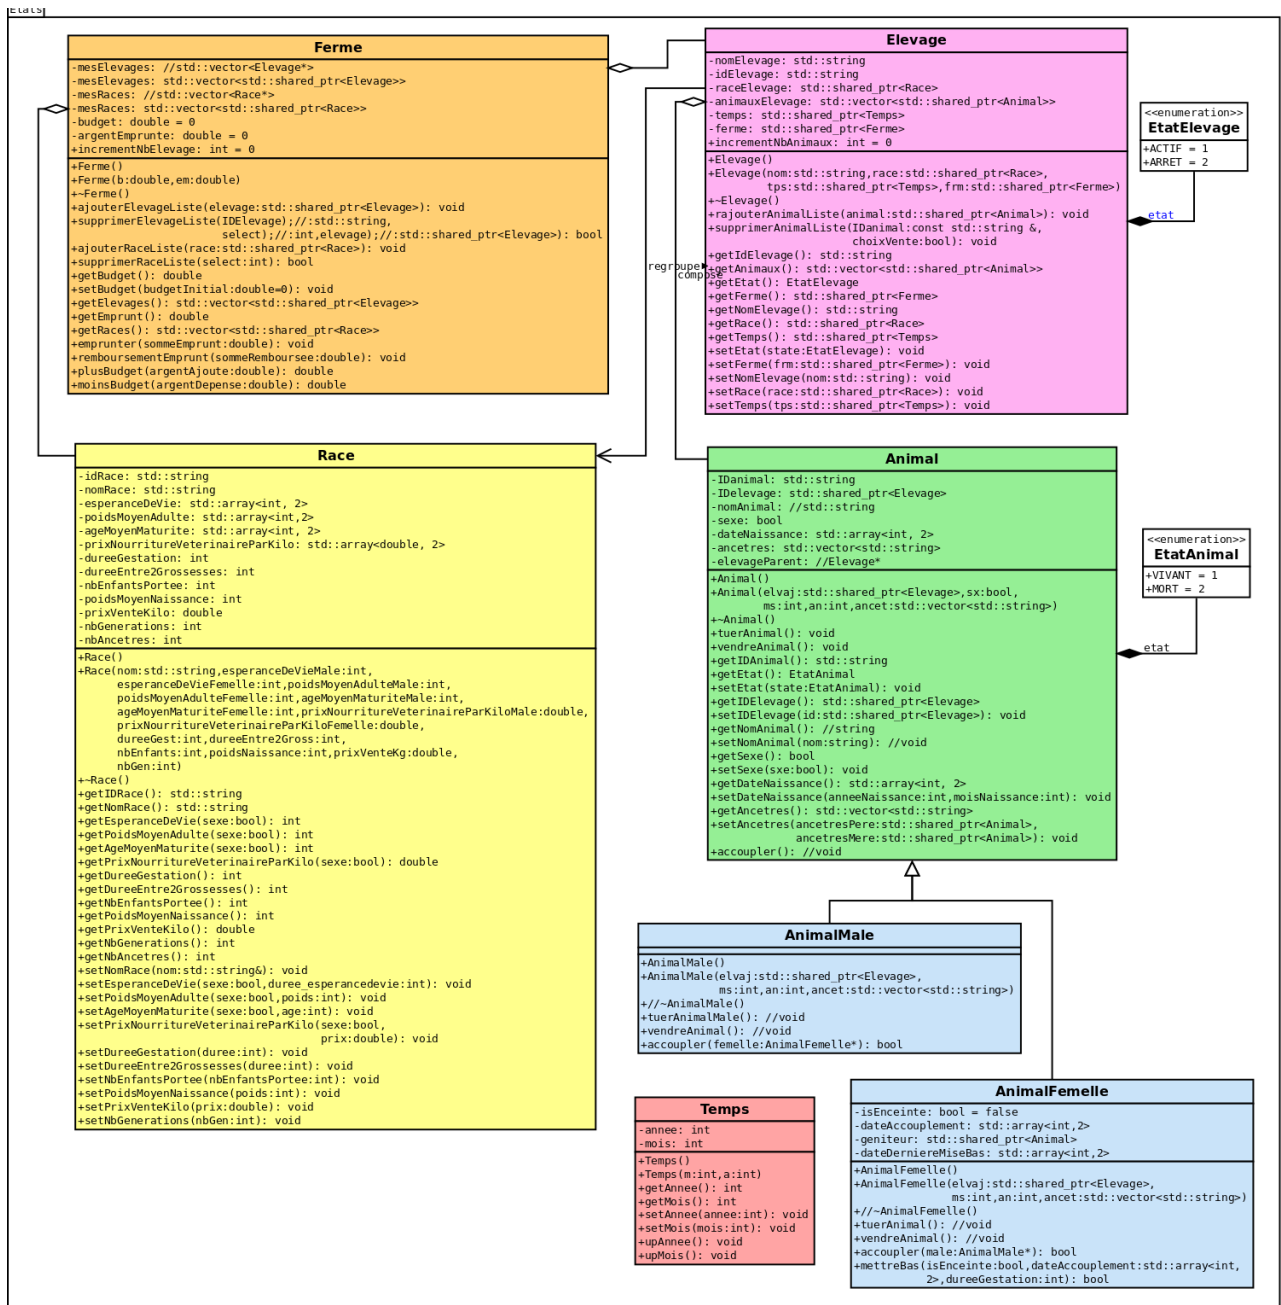 Etats
Ferme
-mesElevages: //std::vector<Elevage*>
-mesElevages: std::vector<std::shared_ptr<Elevage>>
-mesRaces: //std::vector<Race*>
-mesRaces: std::vector<std::shared_ptr<Race>>
-budget: double = 0
-argentEmprunte: double = 0
+incrementNbElevage: int = 0
+Ferme()
+Ferme(b:double,em:double)
+~Ferme()
+ajouterElevageListe(elevage:std::shared_ptr<Elevage>): void
+supprimerElevageListe(IDElevage);//:std::string,
select);//:int,elevage);//:std::shared_ptr<Elevage>): bool
+ajouterRaceListe(race:std::shared_ptr<Race>): void
+supprimerRaceListe(select:int): bool
+getBudget(): double
+setBudget(budgetInitial:double=0): void
+getElevages(): std::vector<std::shared_ptr<Elevage>>
+getEmprunt(): double
+getRaces(): std::vector<std::shared_ptr<Race>>
+emprunter(sommeEmprunt:double): void
+remboursementEmprunt(sommeRemboursee:double): void
+plusBudget(argentAjoute:double): double
+moinsBudget(argentDepense:double): double
Elevage
-nomElevage: std::string
-idElevage: std::string
-raceElevage: std::shared_ptr<Race>
-animauxElevage: std::vector<std::shared_ptr<Animal>>
-temps: std::shared_ptr<Temps>
-ferme: std::shared_ptr<Ferme>
+incrementNbAnimaux: int = 0
+Elevage()
+Elevage(nom:std::string,race:std::shared_ptr<Race>,
tps:std::shared_ptr<Temps>,frm:std::shared_ptr<Ferme>)
+~Elevage()
+rajouterAnimalListe(animal:std::shared_ptr<Animal>): void
+supprimerAnimalListe(IDanimal:const std::string &,
choixVente:bool): void
+getIdElevage(): std::string
+getAnimaux(): std::vector<std::shared_ptr<Animal>>
+getEtat(): EtatElevage
+getFerme(): std::shared_ptr<Ferme>
+getNomElevage(): std::string
+getRace(): std::shared_ptr<Race>
+getTemps(): std::shared_ptr<Temps>
+setEtat(state:EtatElevage): void
+setFerme(frm:std::shared_ptr<Ferme>): void
+setNomElevage(nom:std::string): void
+setRace(race:std::shared_ptr<Race>): void
+setTemps(tps:std::shared_ptr<Temps>): void
<<enumeration>>
EtatElevage
+ACTIF = 1
+ARRET = 2
etat
regroupe
compose
Race
-idRace: std::string
-nomRace: std::string
-esperanceDeVie: std::array<int, 2>
-poidsMoyenAdulte: std::array<int,2>
-ageMoyenMaturite: std::array<int, 2>
-prixNourritureVeterinaireParKilo: std::array<double, 2>
-dureeGestation: int
-dureeEntre2Grossesses: int
-nbEnfantsPortee: int
-poidsMoyenNaissance: int
-prixVenteKilo: double
-nbGenerations: int
-nbAncetres: int
+Race()
+Race(nom:std::string,esperanceDeVieMale:int,
esperanceDeVieFemelle:int,poidsMoyenAdulteMale:int,
poidsMoyenAdulteFemelle:int,ageMoyenMaturiteMale:int,
ageMoyenMaturiteFemelle:int,prixNourritureVeterinaireParKiloMale:double,
prixNourritureVeterinaireParKiloFemelle:double,
dureeGest:int,dureeEntre2Gross:int,
nbEnfants:int,poidsNaissance:int,prixVenteKg:double,
nbGen:int)
+~Race()
+getIDRace(): std::string
+getNomRace(): std::string
+getEsperanceDeVie(sexe:bool): int
+getPoidsMoyenAdulte(sexe:bool): int
+getAgeMoyenMaturite(sexe:bool): int
+getPrixNourritureVeterinaireParKilo(sexe:bool): double
+getDureeGestation(): int
+getDureeEntre2Grossesses(): int
+getNbEnfantsPortee(): int
+getPoidsMoyenNaissance(): int
+getPrixVenteKilo(): double
+getNbGenerations(): int
+getNbAncetres(): int
+setNomRace(nom:std::string&): void
+setEsperanceDeVie(sexe:bool,duree_esperancedevie:int): void
+setPoidsMoyenAdulte(sexe:bool,poids:int): void
+setAgeMoyenMaturite(sexe:bool,age:int): void
+setPrixNourritureVeterinaireParKilo(sexe:bool,
prix:double): void
+setDureeGestation(duree:int): void
+setDureeEntre2Grossesses(duree:int): void
+setNbEnfantsPortee(nbEnfantsPortee:int): void
+setPoidsMoyenNaissance(poids:int): void
+setPrixVenteKilo(prix:double): void
+setNbGenerations(nbGen:int): void
Animal
-IDanimal: std::string
-IDelevage: std::shared_ptr<Elevage>
-nomAnimal: //std::string
-sexe: bool
-dateNaissance: std::array<int, 2>
-ancetres: std::vector<std::string>
-elevageParent: //Elevage*
+Animal()
+Animal(elvaj:std::shared_ptr<Elevage>,sx:bool,
ms:int,an:int,ancet:std::vector<std::string>)
+~Animal()
+tuerAnimal(): void
+vendreAnimal(): void
+getIDAnimal(): std::string
+getEtat(): EtatAnimal
+setEtat(state:EtatAnimal): void
+getIDElevage(): std::shared_ptr<Elevage>
+setIDElevage(id:std::shared_ptr<Elevage>): void
+getNomAnimal(): //string
+setNomAnimal(nom:string): //void
+getSexe(): bool
+setSexe(sxe:bool): void
+getDateNaissance(): std::array<int, 2>
+setDateNaissance(anneeNaissance:int,moisNaissance:int): void
+getAncetres(): std::vector<std::string>
+setAncetres(ancetresPere:std::shared_ptr<Animal>,
ancetresMere:std::shared_ptr<Animal>): void
+accoupler(): //void
<<enumeration>>
EtatAnimal
+VIVANT = 1
+MORT = 2
etat
AnimalMale
+AnimalMale()
+AnimalMale(elvaj:std::shared_ptr<Elevage>,
ms:int,an:int,ancet:std::vector<std::string>)
+//~AnimalMale()
+tuerAnimalMale(): //void
+vendreAnimal(): //void
+accoupler(femelle:AnimalFemelle*): bool
Temps
-annee: int
-mois: int
+Temps()
+Temps(m:int,a:int)
+getAnnee(): int
+getMois(): int
+setAnnee(annee:int): void
+setMois(mois:int): void
+upAnnee(): void
+upMois(): void
AnimalFemelle
-isEnceinte: bool = false
-dateAccouplement: std::array<int,2>
-geniteur: std::shared_ptr<Animal>
-dateDerniereMiseBas: std::array<int,2>
+AnimalFemelle()
+AnimalFemelle(elvaj:std::shared_ptr<Elevage>,
ms:int,an:int,ancet:std::vector<std::string>)
+//~AnimalFemelle()
+tuerAnimal(): //void
+vendreAnimal(): //void
+accoupler(male:AnimalMale*): bool
+mettreBas(isEnceinte:bool,dateAccouplement:std::array<int,
2>,dureeGestation:int): bool